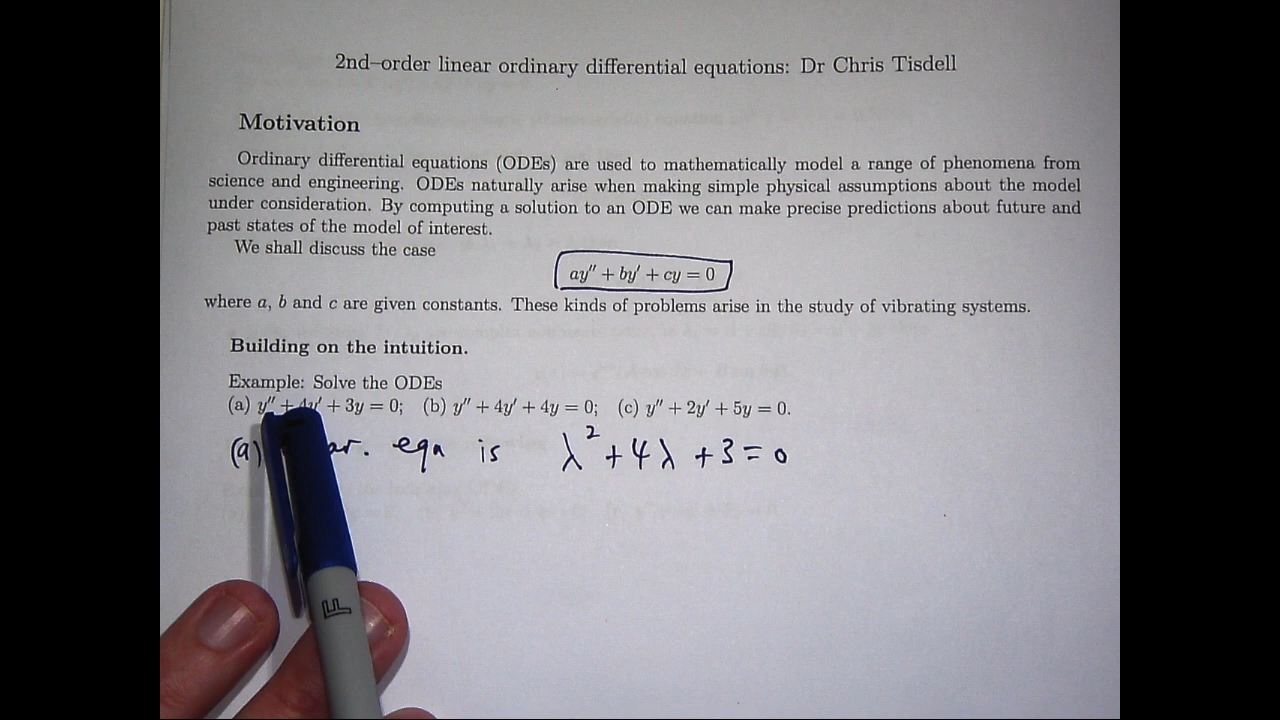 2nd–order linear ordinary differential equations: Dr Chris Tisdell
Motivation
Ordinary differential equations (ODEs) are used to mathematically model a range of phenomena from
science and engineering. ODEs naturally arise when making simple physical assumptions about the model
under consideration. By computing a solution to an ODE we can make precise predictions about future and
past states of the model of interest.
We shall discuss the case
ay″ + by′ + cy = 0
where a, b and c are given constants. These kinds of problems arise in the study of vibrating systems.
Building on the intuition.
Example: Solve the ODEs
(a) y″ + 4y′ + 3y = 0; (b) y″ + 4y′ + 4y = 0; (c) y″ + 2y′ + 5y = 0.
(a) eqn is λ² + 4λ + 3 = 0
F